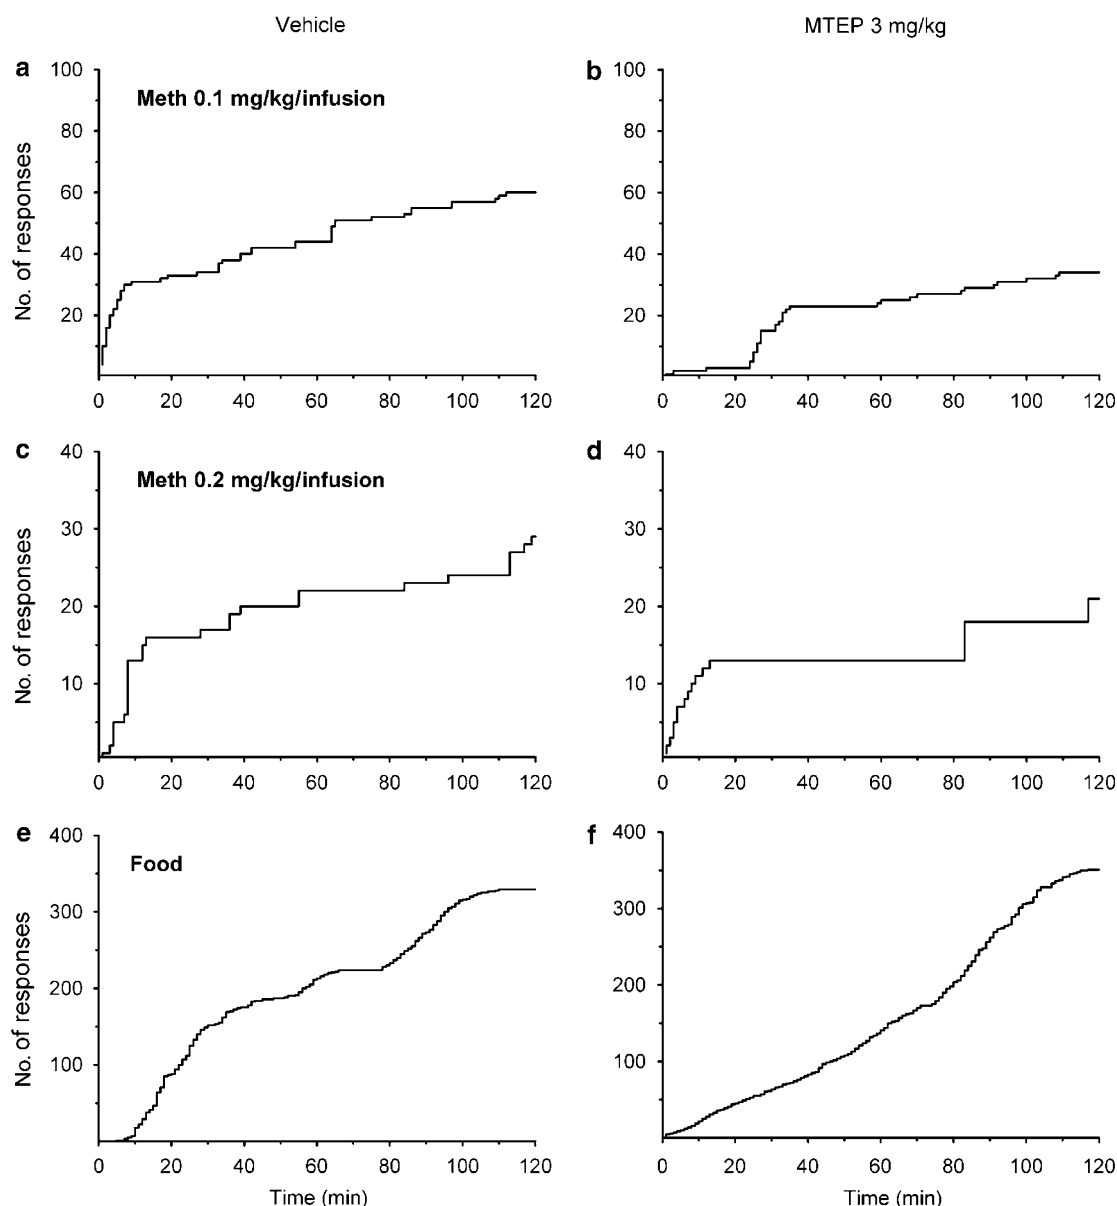 Vehicle
MTEP 3 mg/kg
a
Meth 0.1 mg/kg/infusion
No. of responses
100
80
60
40
20
0 20 40 60 80 100 120
b
100
80
60
40
20
0 20 40 60 80 100 120
c
Meth 0.2 mg/kg/infusion
No. of responses
40
30
20
10
0 20 40 60 80 100 120
d
40
30
20
10
0 20 40 60 80 100 120
e
Food
No. of responses
400
300
200
100
0 20 40 60 80 100 120
Time (min)
f
400
300
200
100
0 20 40 60 80 100 120
Time (min)